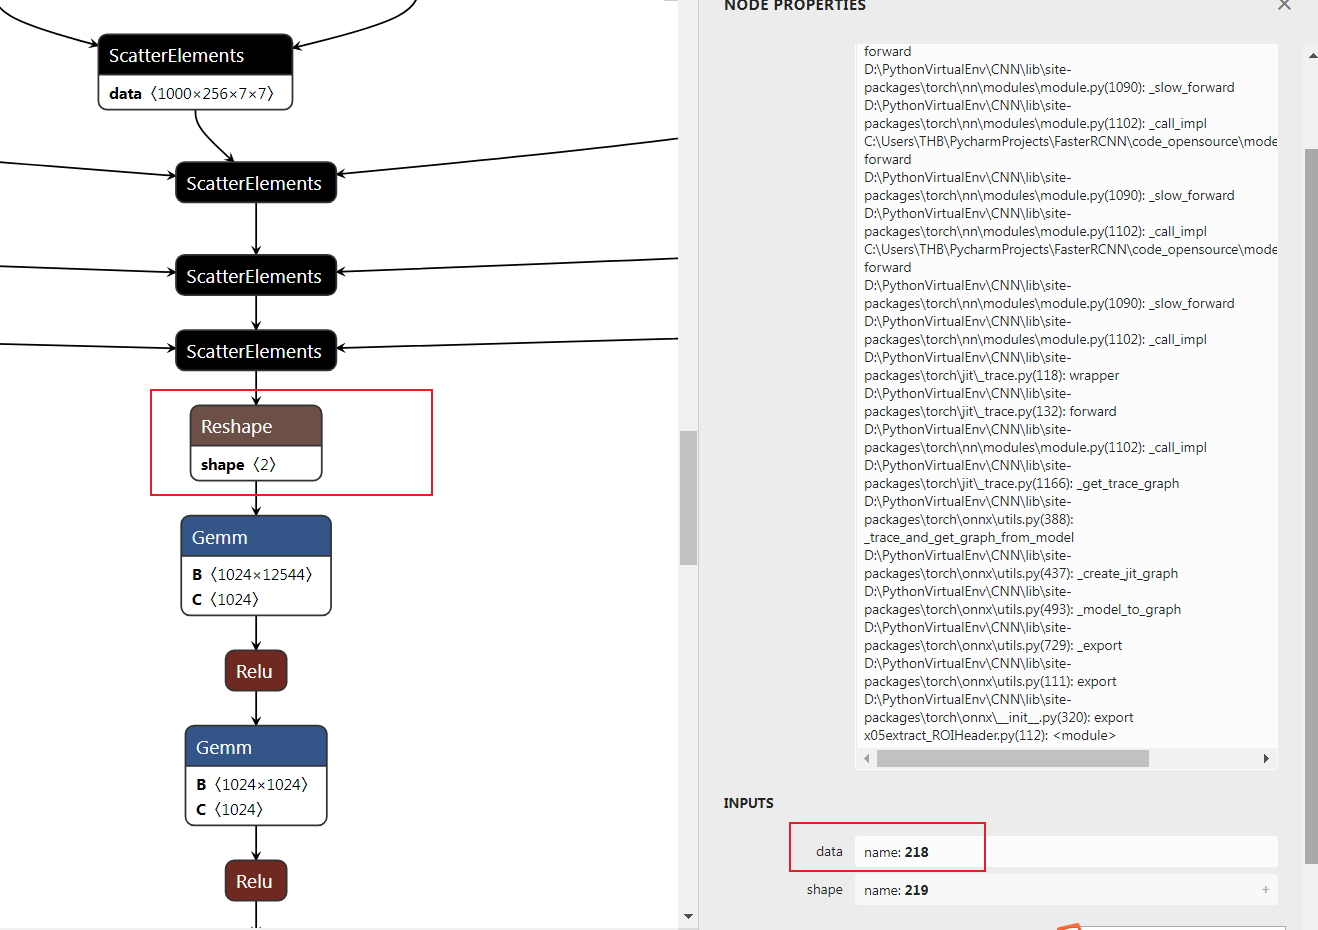 ScatterElements
data 〈1000×256×7×7〉
ScatterElements
ScatterElements
ScatterElements
Reshape
shape 〈2〉
Gemm
B 〈1024×12544〉
C 〈1024〉
Relu
Gemm
B 〈1024×1024〉
C 〈1024〉
Relu
NODE PROPERTIES
forward
D:\PythonVirtualEnv\CNN\lib\site-
packages\torch\nn\modules\module.py(1090): _slow_forward
D:\PythonVirtualEnv\CNN\lib\site-
packages\torch\nn\modules\module.py(1102): _call_impl
C:\Users\THB\PycharmProjects\FasterRCNN\code_opensource\mode
forward
D:\PythonVirtualEnv\CNN\lib\site-
packages\torch\nn\modules\module.py(1090): _slow_forward
D:\PythonVirtualEnv\CNN\lib\site-
packages\torch\nn\modules\module.py(1102): _call_impl
C:\Users\THB\PycharmProjects\FasterRCNN\code_opensource\mode
forward
D:\PythonVirtualEnv\CNN\lib\site-
packages\torch\nn\modules\module.py(1090): _slow_forward
D:\PythonVirtualEnv\CNN\lib\site-
packages\torch\nn\modules\module.py(1102): _call_impl
D:\PythonVirtualEnv\CNN\lib\site-
packages\torch\jit\_trace.py(118): wrapper
D:\PythonVirtualEnv\CNN\lib\site-
packages\torch\jit\_trace.py(132): forward
D:\PythonVirtualEnv\CNN\lib\site-
packages\torch\nn\modules\module.py(1102): _call_impl
D:\PythonVirtualEnv\CNN\lib\site-
packages\torch\jit\_trace.py(1166): _get_trace_graph
D:\PythonVirtualEnv\CNN\lib\site-
packages\torch\onnx\utils.py(388):
_trace_and_get_graph_from_model
D:\PythonVirtualEnv\CNN\lib\site-
packages\torch\onnx\utils.py(437): _create_jit_graph
D:\PythonVirtualEnv\CNN\lib\site-
packages\torch\onnx\utils.py(493): _model_to_graph
D:\PythonVirtualEnv\CNN\lib\site-
packages\torch\onnx\utils.py(729): _export
D:\PythonVirtualEnv\CNN\lib\site-
packages\torch\onnx\utils.py(111): export
D:\PythonVirtualEnv\CNN\lib\site-
packages\torch\onnx\__init__.py(320): export
x05extract_ROIHeader.py(112): <module>
INPUTS
data name: 218
shape name: 219 +